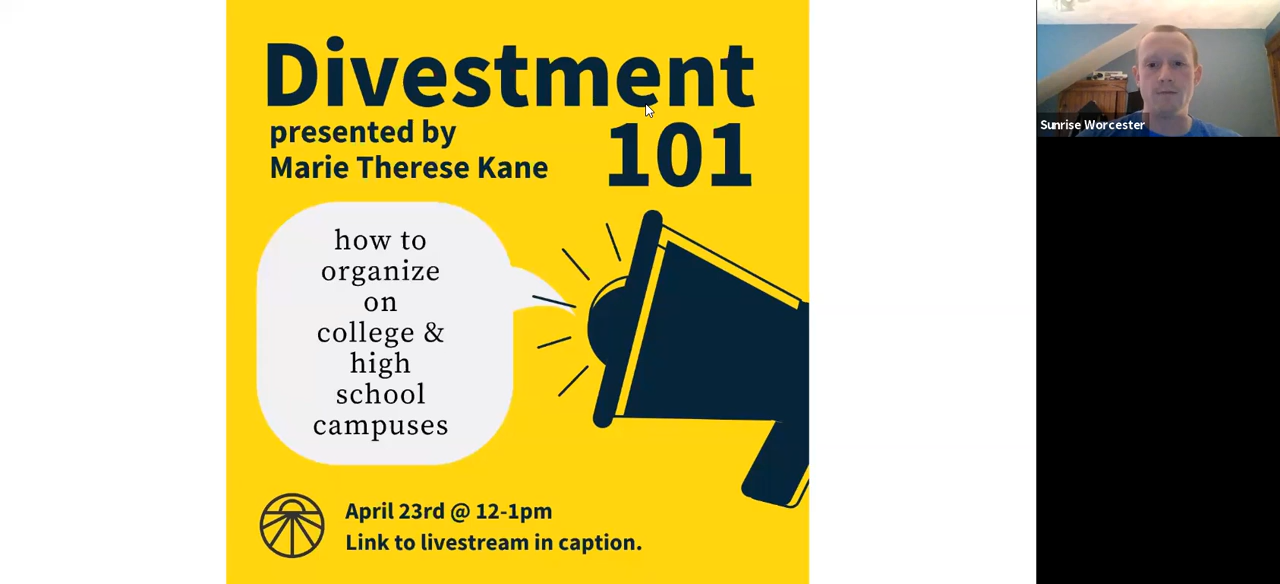 Divestment
101
presented by
Marie Therese Kane
how to
organize
on
college &
high
school
campuses
April 23rd @ 12-1pm
Link to livestream in caption.
Sunrise Worcester